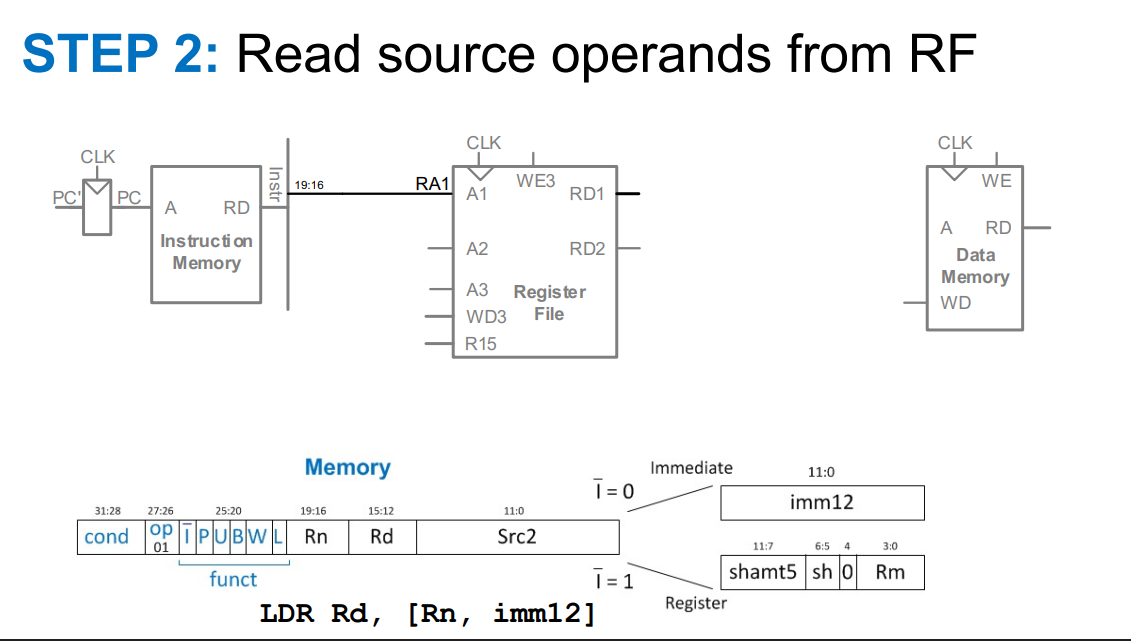 STEP 2: Read source operands from RF
CLK
PC'
PC
A
RD
Instruction
Memory
Instr
19:16
RA1
CLK
WE3
A1
RD1
A2
RD2
A3
Register
File
WD3
R15
CLK
WE
A
RD
Data
Memory
WD
Memory
31:28
27:26
25:20
19:16
15:12
11:0
cond
op
01
I̅ P U B W L
Rn
Rd
Src2
funct
I̅ = 0
Immediate
11:0
imm12
I̅ = 1
Register
11:7
6:5
4
3:0
shamt5
sh
0
Rm
LDR Rd, [Rn, imm12]